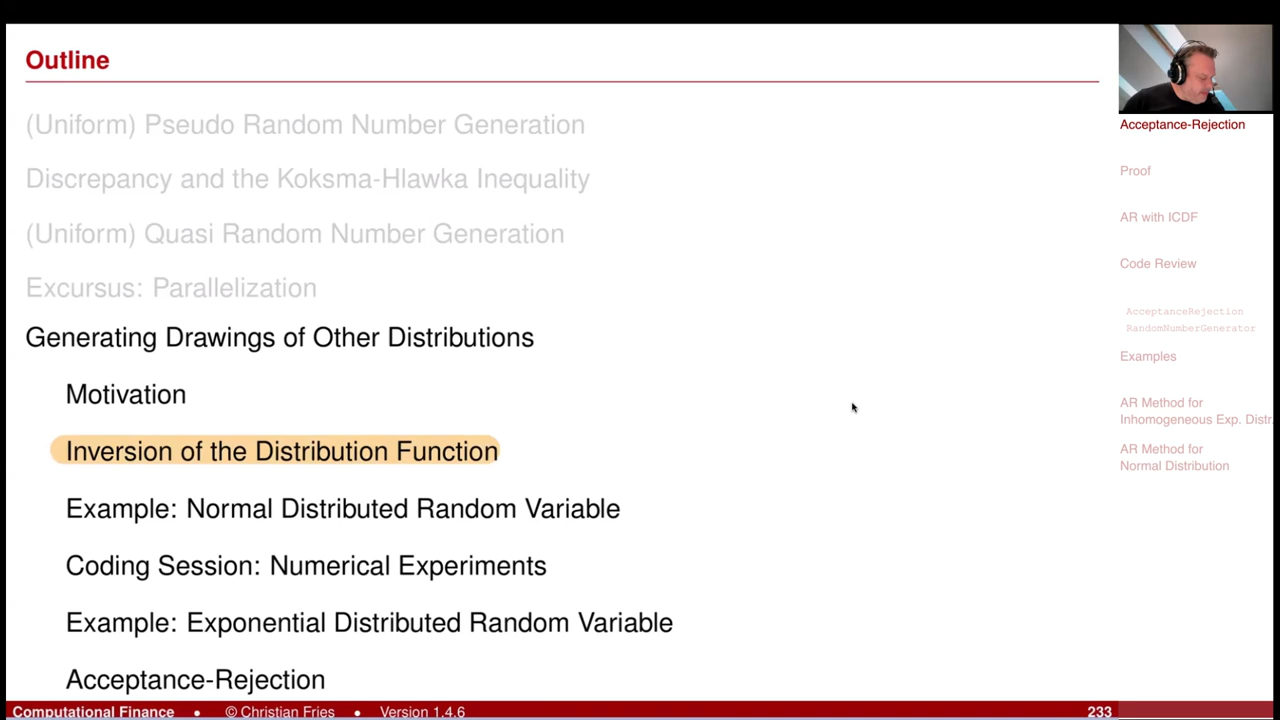 Outline
(Uniform) Pseudo Random Number Generation
Discrepancy and the Koksma-Hlawka Inequality
(Uniform) Quasi Random Number Generation
Excursus: Parallelization
Generating Drawings of Other Distributions
Motivation
Inversion of the Distribution Function
Example: Normal Distributed Random Variable
Coding Session: Numerical Experiments
Example: Exponential Distributed Random Variable
Acceptance-Rejection
Acceptance-Rejection
Proof
AR with ICDF
Code Review
AcceptanceRejection
RandomNumberGenerator
Examples
AR Method for
Inhomogeneous Exp. Distr.
AR Method for
Normal Distribution
Computational Finance • © Christian Fries • Version 1.4.6 233